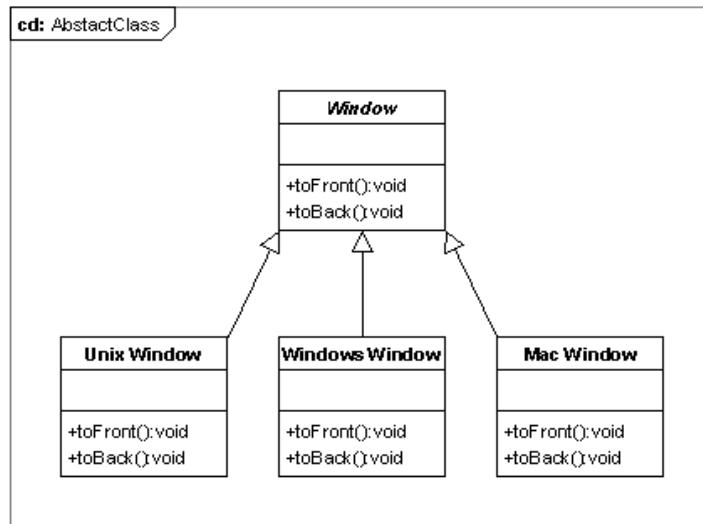 cd: AbstactClass
Window
+toFront():void
+toBack():void
Unix Window
+toFront():void
+toBack():void
Windows Window
+toFront():void
+toBack():void
Mac Window
+toFront():void
+toBack():void